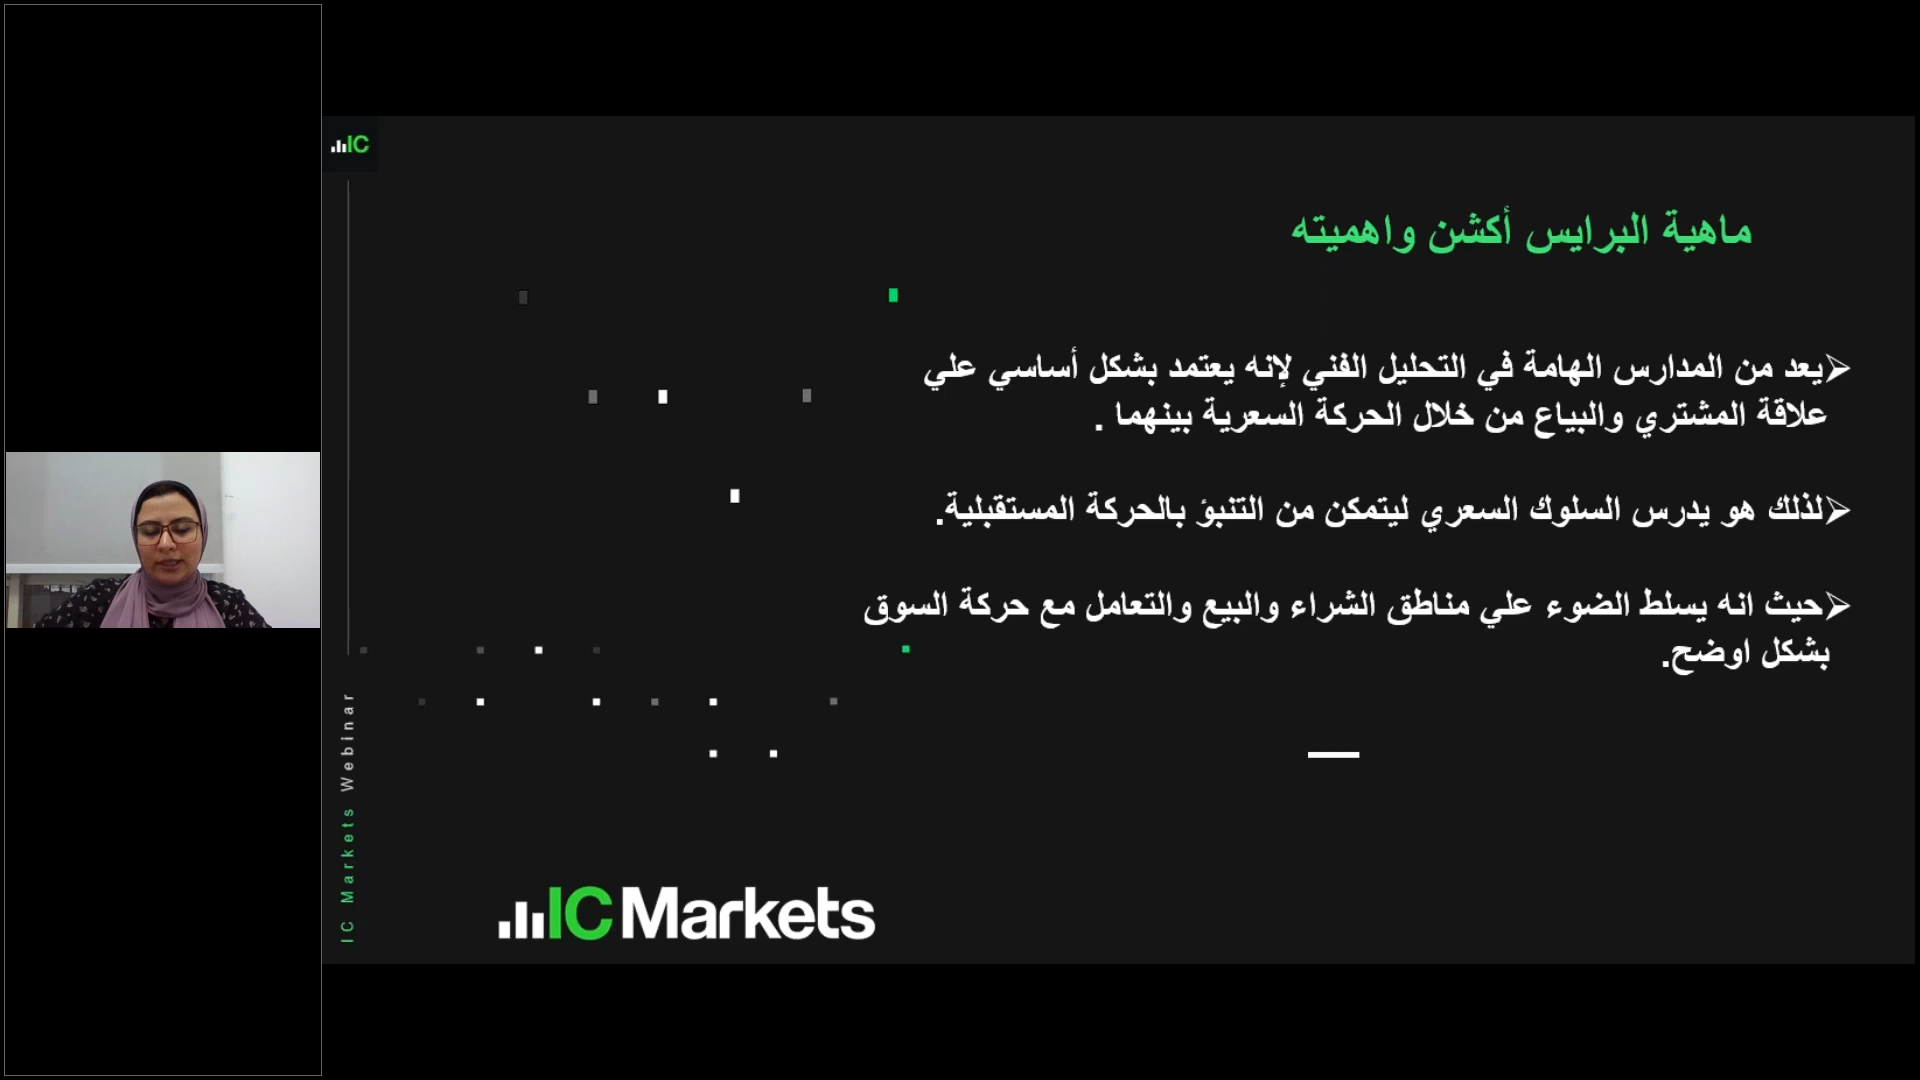 IC
ماهية البرايس أكشن واهميته
يعد من المدارس الهامة في التحليل الفني لإنه يعتمد بشكل أساسي علي
علاقة المشتري والبياع من خلال الحركة السعرية بينهما .
لذلك هو يدرس السلوك السعري ليتمكن من التنبؤ بالحركة المستقبلية.
حيث انه يسلط الضوء علي مناطق الشراء والبيع والتعامل مع حركة السوق
بشكل اوضح.
IC Markets Webinar
IC Markets